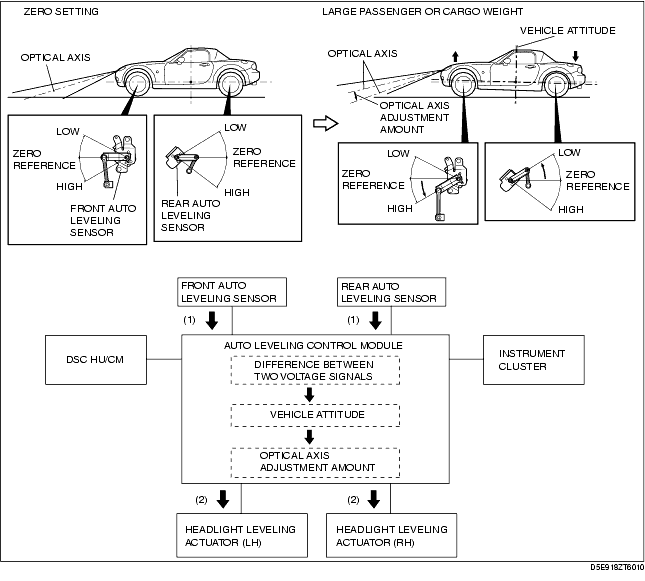 ZERO SETTING
LARGE PASSENGER OR CARGO WEIGHT
OPTICAL AXIS
VEHICLE ATTITUDE
OPTICAL AXIS
OPTICAL AXIS
ADJUSTMENT
AMOUNT
LOW
ZERO
REFERENCE
HIGH
FRONT AUTO
LEVELING
SENSOR
LOW
ZERO
REFERENCE
HIGH
REAR AUTO
LEVELING
SENSOR
LOW
ZERO
REFERENCE
HIGH
LOW
ZERO
REFERENCE
HIGH
FRONT AUTO
LEVELING SENSOR
REAR AUTO
LEVELING SENSOR
(1)
(1)
DSC HU/CM
AUTO LEVELING CONTROL MODULE
DIFFERENCE BETWEEN
TWO VOLTAGE SIGNALS
INSTRUMENT
CLUSTER
VEHICLE ATTITUDE
OPTICAL AXIS
ADJUSTMENT AMOUNT
(2)
(2)
HEADLIGHT LEVELING
ACTUATOR (LH)
HEADLIGHT LEVELING
ACTUATOR (RH)
D5E918ZT6010